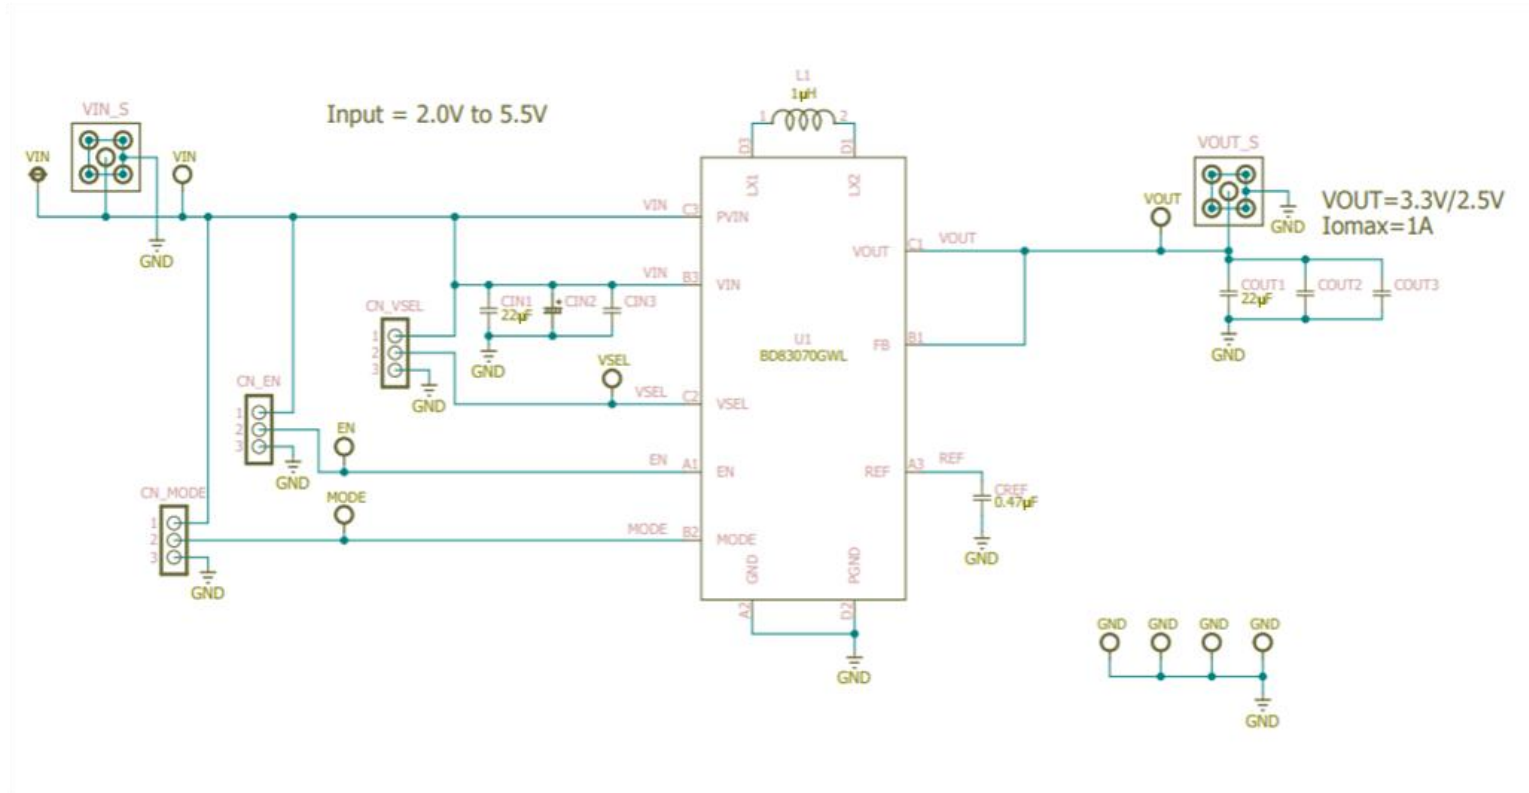 L1
1µH
1
2
D3
D1
LX1
LX2
Input = 2.0V to 5.5V
VIN_S
VIN
VIN
GND
VIN
C3
PVIN
VOUT_S
VOUT
GND
VOUT=3.3V/2.5V
Iomax=1A
VOUT
C1
VOUT
VIN
B3
VIN
CIN1
22µF
CIN2
CIN3
GND
CN_VSEL
1
2
3
GND
VSEL
VSEL
C2
VSEL
U1
BD83070GWL
FB
B1
COUT1
22µF
COUT2
COUT3
GND
CN_EN
1
2
3
GND
EN
EN
A1
EN
REF
A3
REF
CREF
0.47µF
GND
CN_MODE
1
2
3
GND
MODE
MODE
B2
MODE
GND
PGND
A2
D2
GND
GND
GND
GND
GND
GND